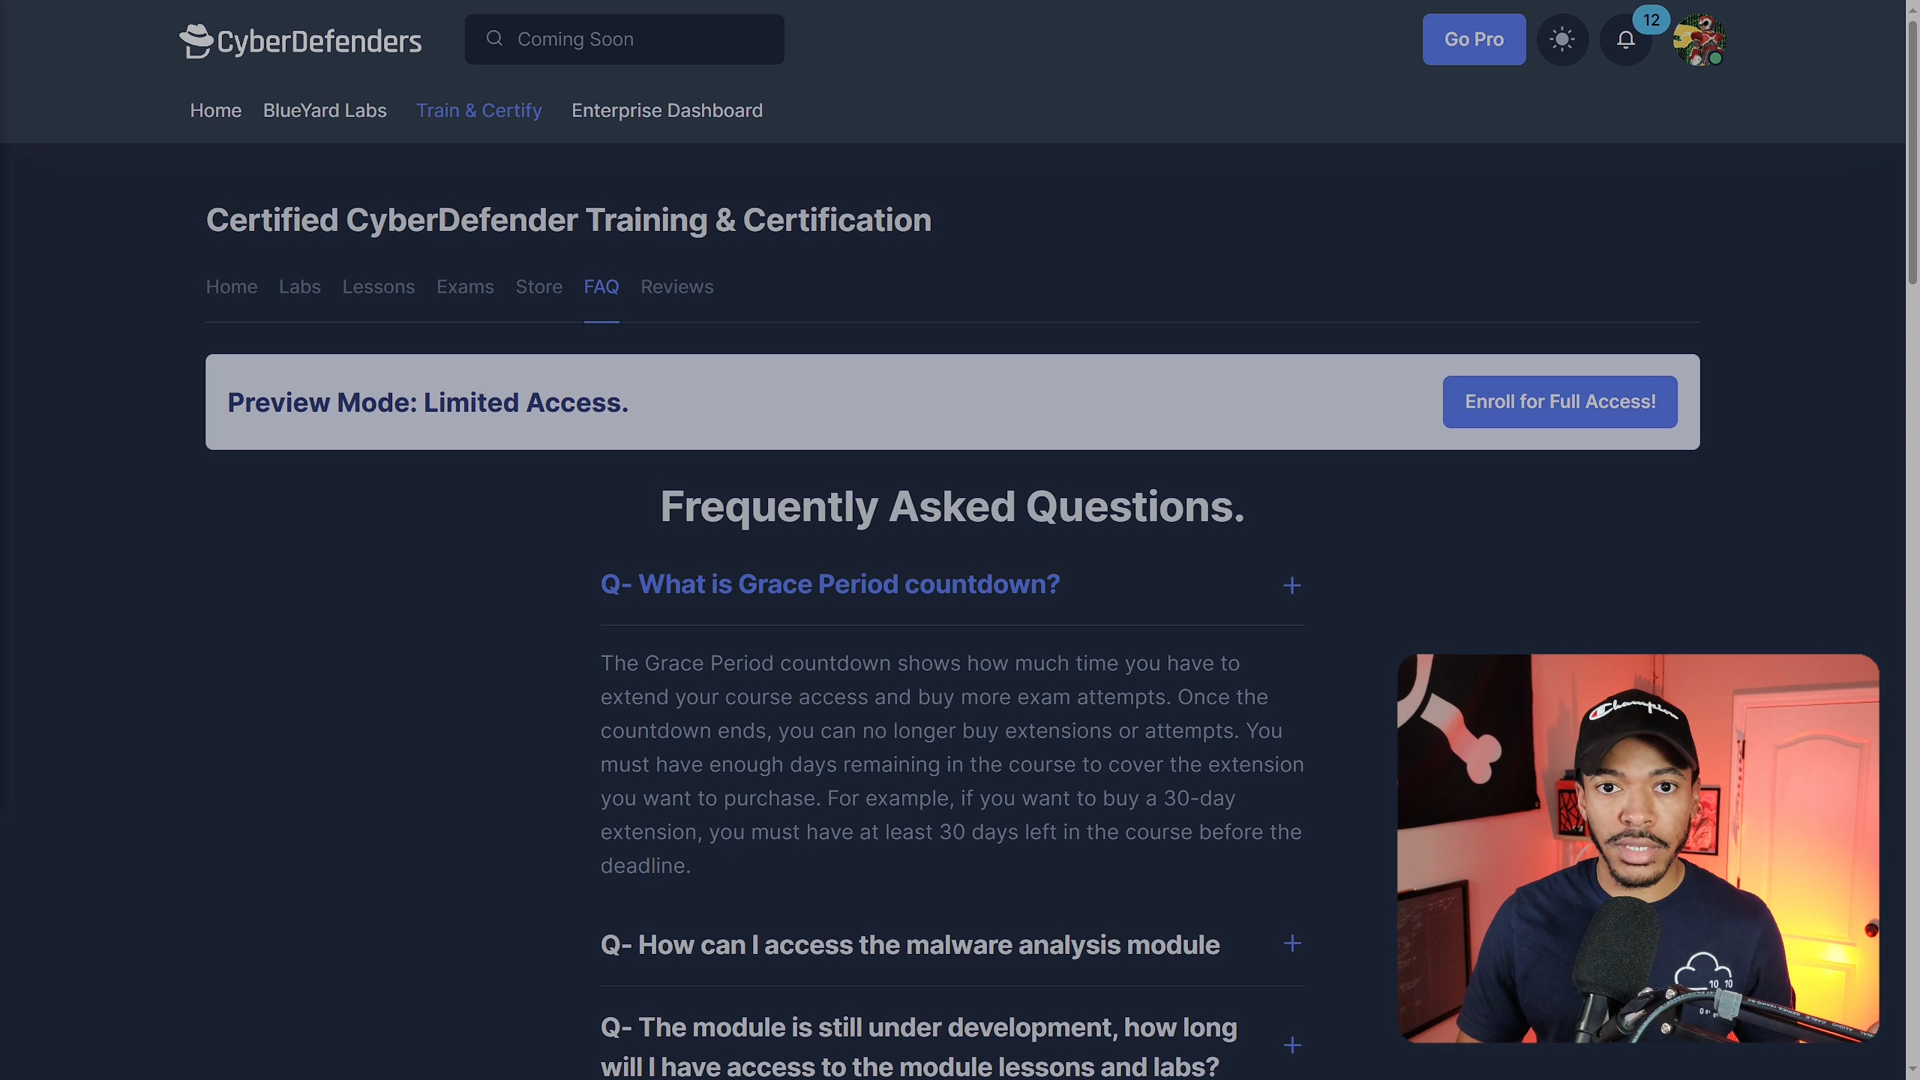 CyberDefenders
Coming Soon
Go Pro
12
Home BlueYard Labs Train & Certify Enterprise Dashboard
Certified CyberDefender Training & Certification
Home Labs Lessons Exams Store FAQ Reviews
Preview Mode: Limited Access.
Enroll for Full Access!
Frequently Asked Questions.
Q- What is Grace Period countdown?
The Grace Period countdown shows how much time you have to
extend your course access and buy more exam attempts. Once the
countdown ends, you can no longer buy extensions or attempts. You
must have enough days remaining in the course to cover the extension
you want to purchase. For example, if you want to buy a 30-day
extension, you must have at least 30 days left in the course before the
deadline.
Q- How can I access the malware analysis module
Q- The module is still under development, how long
will I have access to the module lessons and labs?
Champion
10 10